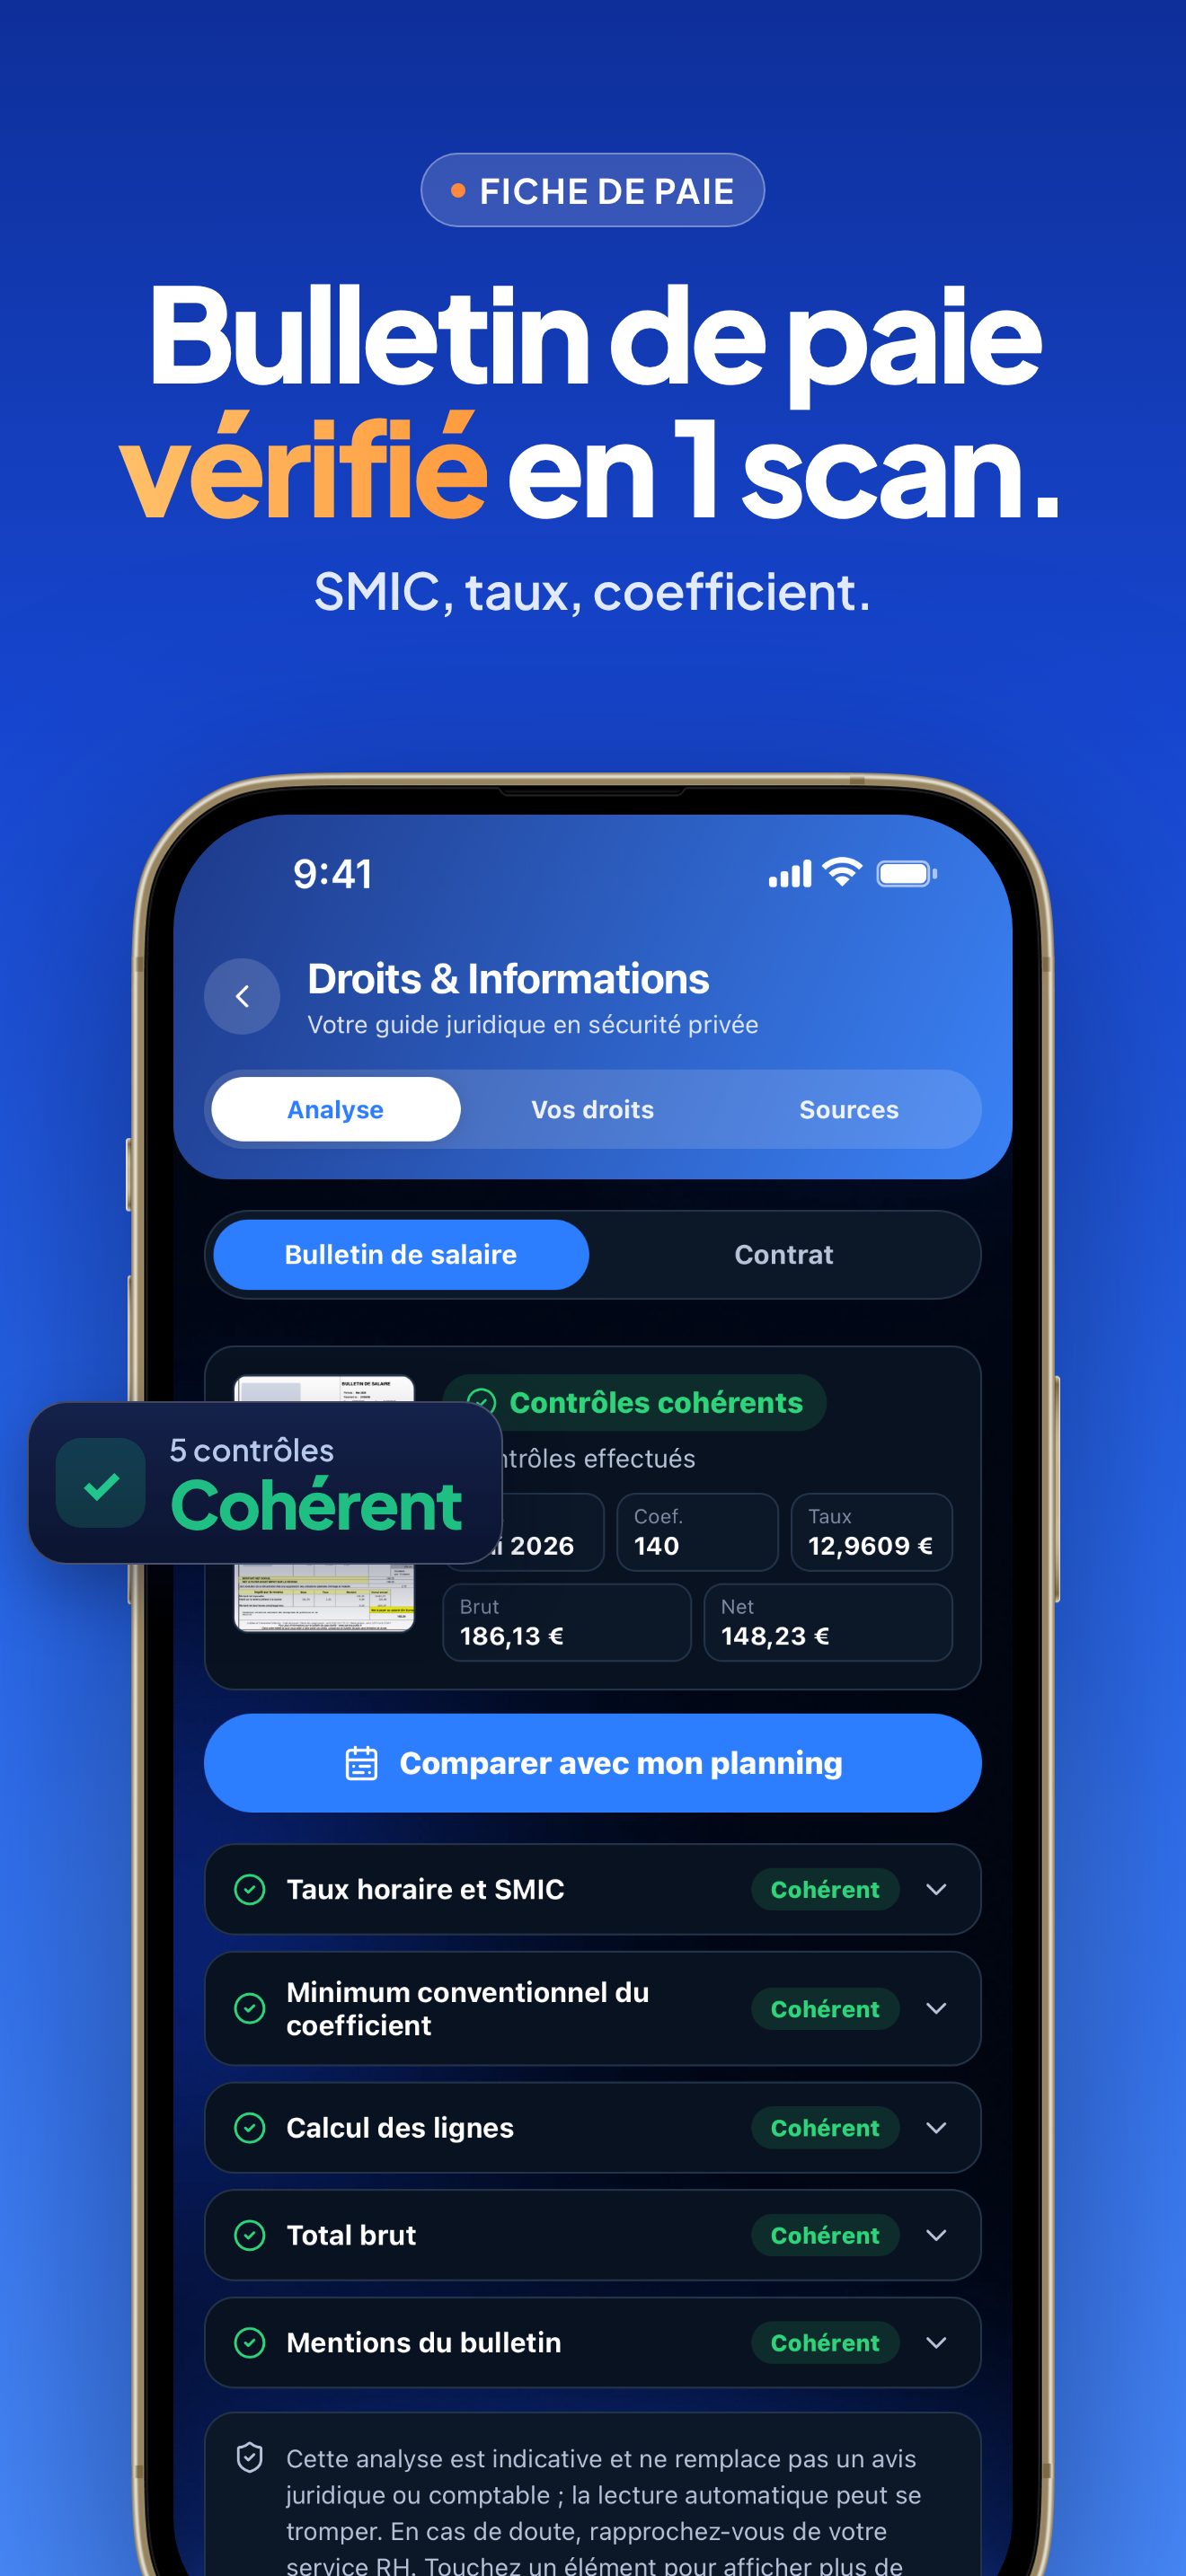 FICHE DE PAIE
Bulletin de paie
vérifié en 1 scan.
SMIC, taux, coefficient.
9:41
Droits & Informations
Votre guide juridique en sécurité privée
Analyse
Vos droits
Sources
Bulletin de salaire
Contrat
BULLETIN DE SALAIRE
Contrôles cohérents
5 contrôles
Cohérent
effectués
2026
Coef.
140
Taux
12,9609 €
Brut
186,13 €
Net
148,23 €
Comparer avec mon planning
Taux horaire et SMIC
Cohérent
Minimum conventionnel du
coefficient
Cohérent
Calcul des lignes
Cohérent
Total brut
Cohérent
Mentions du bulletin
Cohérent
Cette analyse est indicative et ne remplace pas un avis
juridique ou comptable ; la lecture automatique peut se
tromper. En cas de doute, rapprochez-vous de votre
service RH. Touchez un élément pour afficher plus de